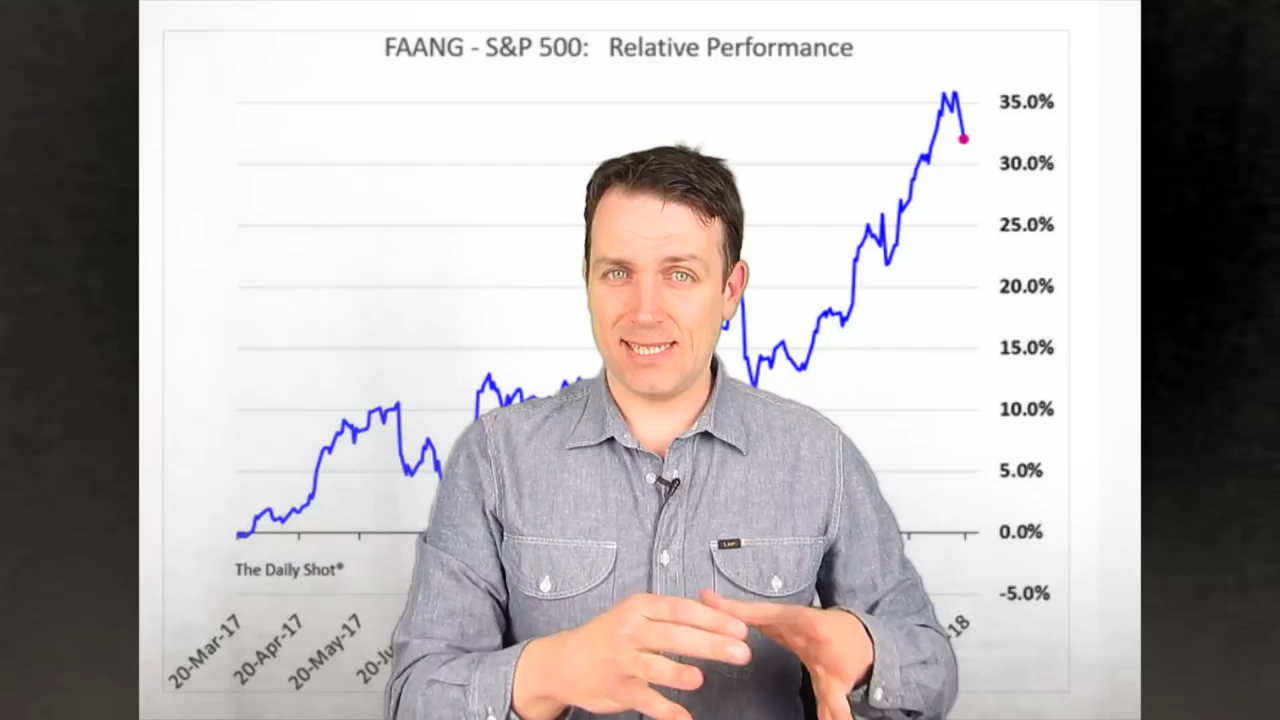 FAANG - S&P 500: Relative Performance
35.0%
30.0%
25.0%
20.0%
15.0%
10.0%
5.0%
0.0%
-5.0%
The Daily Shot®
20-Mar-17
20-Apr-17
20-May-17